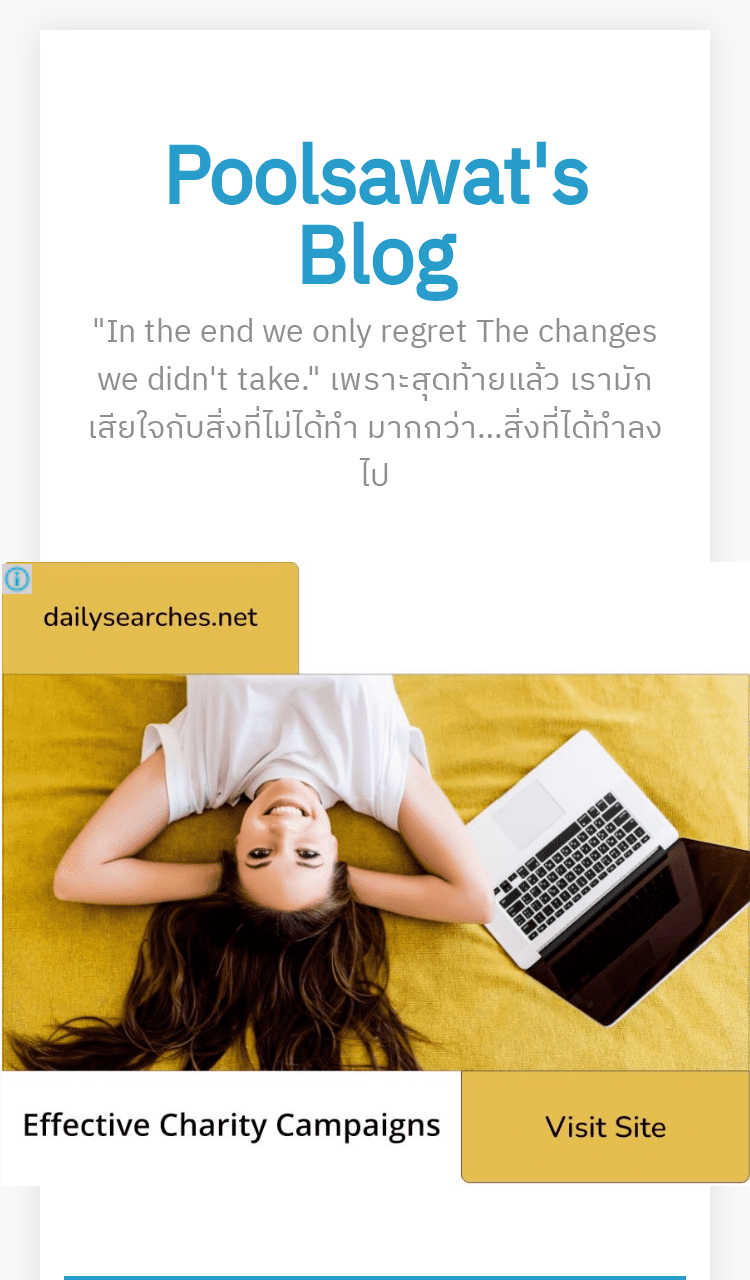 Poolsawat's
Blog
"In the end we only regret The changes
we didn't take." เพราะสุดท้ายแล้ว เรามัก
เสียใจกับสิ่งที่ไม่ได้ทำ มากกว่า...สิ่งที่ได้ทำลง
ไป
dailysearches.net
Effective Charity Campaigns
Visit Site